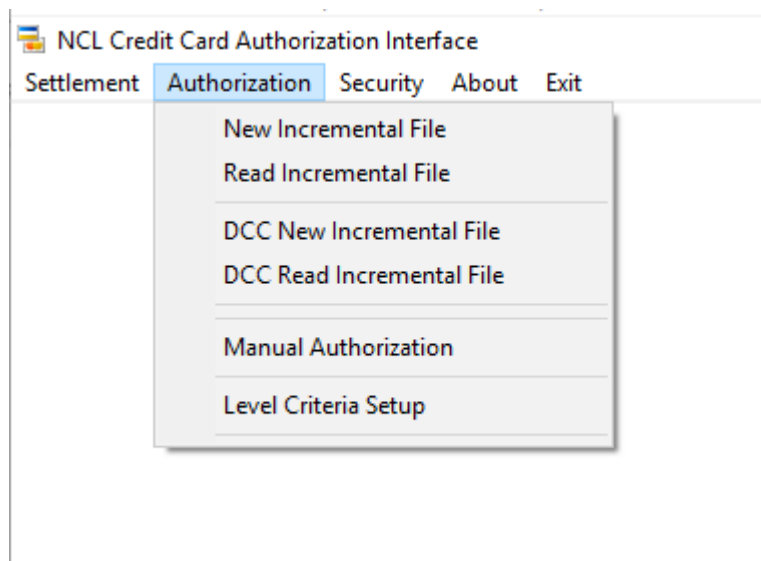 NCL Credit Card Authorization Interface
Settlement Authorization Security About Exit
New Incremental File
Read Incremental File
DCC New Incremental File
DCC Read Incremental File
Manual Authorization
Level Criteria Setup